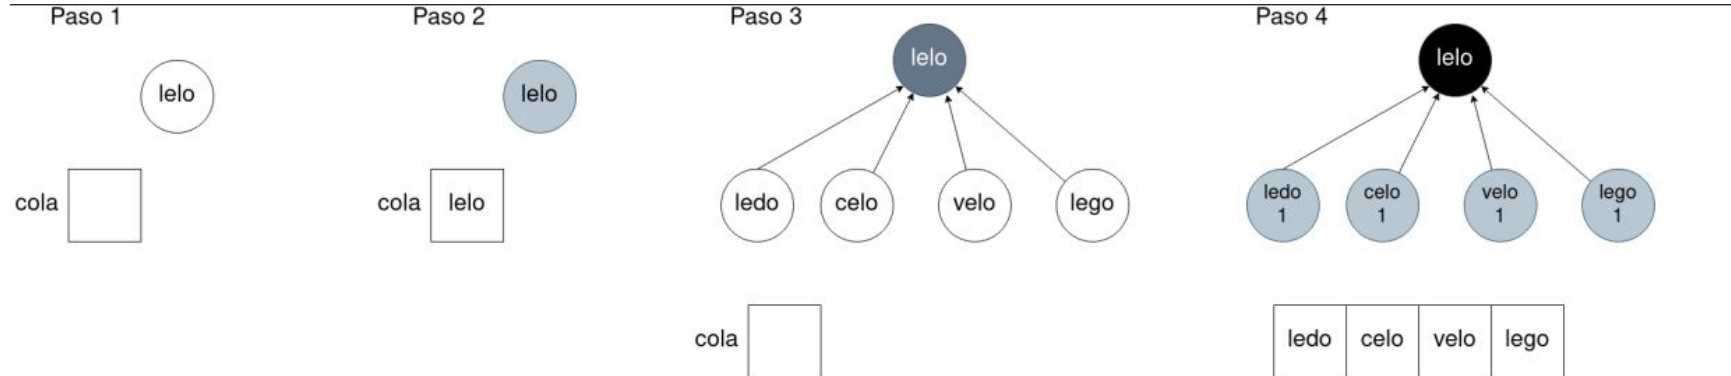 Paso 1
lelo
cola
Paso 2
lelo
cola lelo
Paso 3
lelo
ledo celo velo lego
cola
Paso 4
lelo
ledo 1
celo 1
velo 1
lego 1
ledo celo velo lego